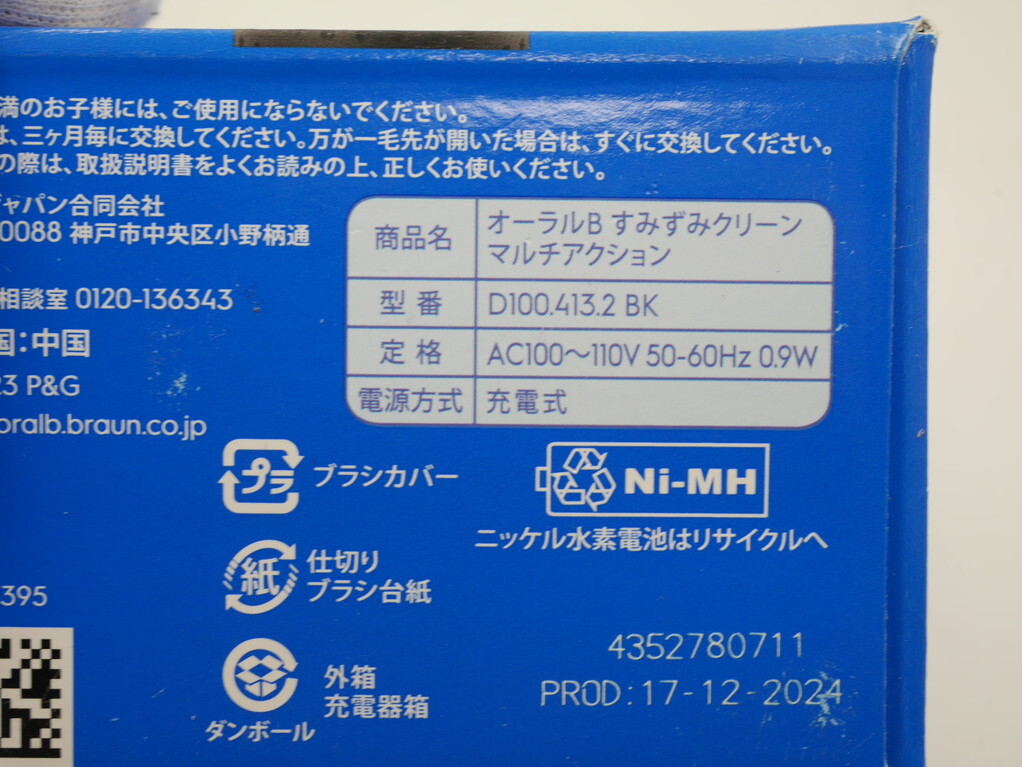 満のお子様には、ご使用にならないでください。
は、三ヶ月毎に交換してください。万が一毛先が開いた場合は、すぐに交換してください。
の際は、取扱説明書をよくお読みの上、正しくお使いください。
ジャパン合同会社
0088 神戸市中央区小野柄通
相談室 0120-136343
国：中国
23 P&G
oralb.braun.co.jp
商品名 オーラルB すみずみクリーン
マルチアクション
型番 D100.413.2 BK
定格 AC100〜110V 50-60Hz 0.9W
電源方式 充電式
プラ ブラシカバー
Ni-MH
ニッケル水素電池はリサイクルへ
紙 仕切り
ブラシ台紙
395
外箱
充電器箱
ダンボール
4352780711
PROD:17-12-2024